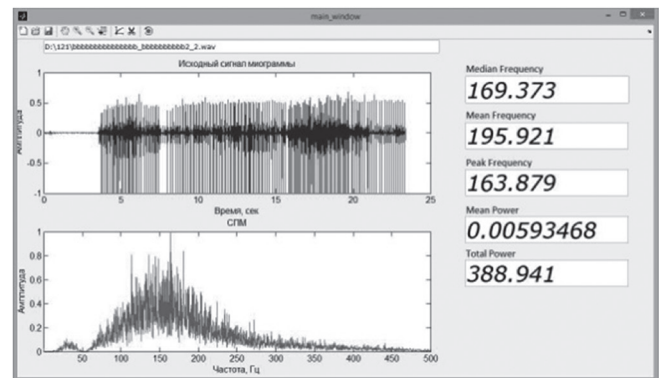 main_window
Исходный сигнал миограммы
Амплитуда
1
0.5
0
-0.5
-1
0
5
10
15
20
25
Время, сек
СПМ
Амплитуда
1
0.8
0.6
0.4
0.2
0
50
100
150
200
250
300
350
400
450
500
Частота, Гц
Median Frequency
169.373
Mean Frequency
195.921
Peak Frequency
163.879
Mean Power
0.00593468
Total Power
388.941